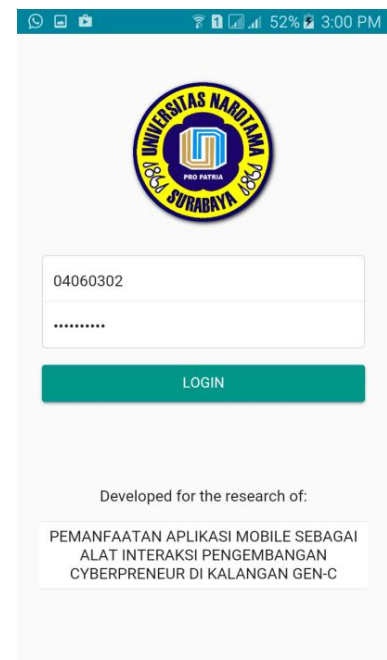 52% 3:00 PM
UNIVERSITAS NAROTAMA
PRO PATRIA
1981 SURABAYA 1981
04060302
••••••••••
LOGIN
Developed for the research of:
PEMANFAATAN APLIKASI MOBILE SEBAGAI
ALAT INTERAKSI PENGEMBANGAN
CYBERPRENEUR DI KALANGAN GEN-C